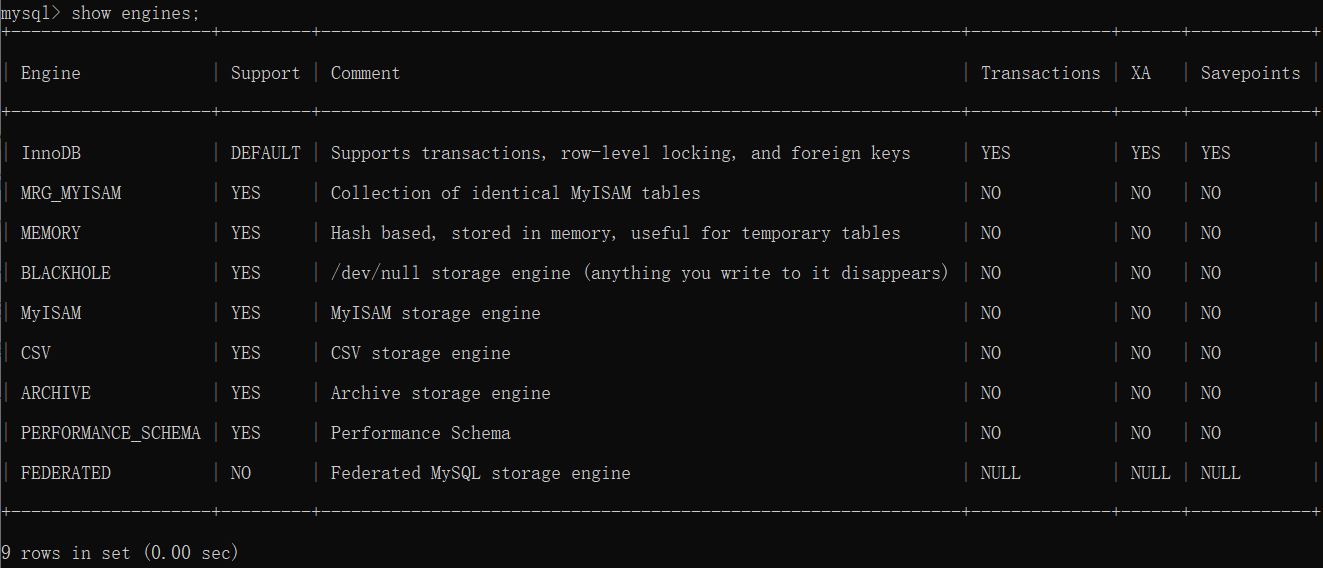 mysql> show engines;
+--------------------+---------+----------------------------------------------------------------+--------------+------+------------+
| Engine             | Support | Comment                                                        | Transactions | XA   | Savepoints |
+--------------------+---------+----------------------------------------------------------------+--------------+------+------------+
| InnoDB             | DEFAULT | Supports transactions, row-level locking, and foreign keys     | YES          | YES  | YES        |
| MRG_MYISAM         | YES     | Collection of identical MyISAM tables                          | NO           | NO   | NO         |
| MEMORY             | YES     | Hash based, stored in memory, useful for temporary tables      | NO           | NO   | NO         |
| BLACKHOLE          | YES     | /dev/null storage engine (anything you write to it disappears) | NO           | NO   | NO         |
| MyISAM             | YES     | MyISAM storage engine                                          | NO           | NO   | NO         |
| CSV                | YES     | CSV storage engine                                             | NO           | NO   | NO         |
| ARCHIVE            | YES     | Archive storage engine                                         | NO           | NO   | NO         |
| PERFORMANCE_SCHEMA | YES     | Performance Schema                                             | NO           | NO   | NO         |
| FEDERATED          | NO      | Federated MySQL storage engine                                 | NULL         | NULL | NULL       |
+--------------------+---------+----------------------------------------------------------------+--------------+------+------------+
9 rows in set (0.00 sec)